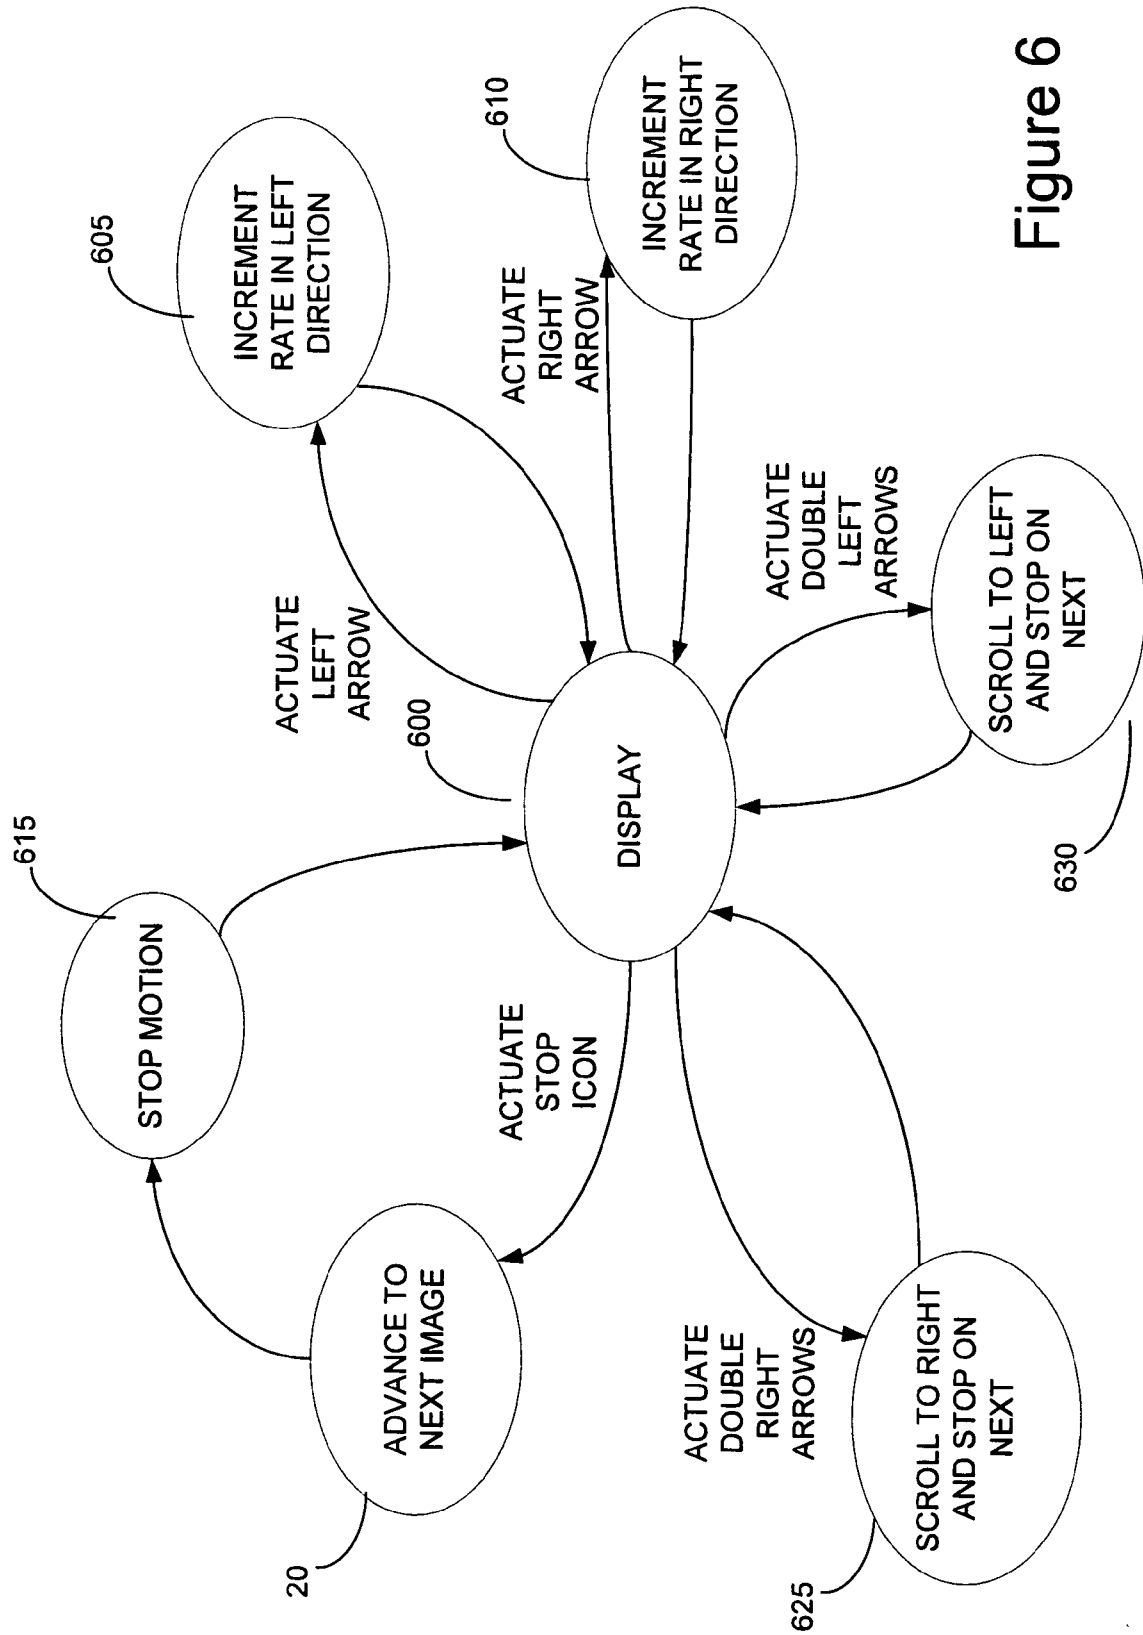 615
STOP MOTION
605
INCREMENT
RATE IN LEFT
DIRECTION
ACTUATE
LEFT
ARROW
20
ADVANCE TO
NEXT IMAGE
600
ACTUATE
STOP
ICON
DISPLAY
ACTUATE
RIGHT
ARROW
610
INCREMENT
RATE IN RIGHT
DIRECTION
ACTUATE
DOUBLE
RIGHT
ARROWS
ACTUATE
DOUBLE
LEFT
ARROWS
625
SCROLL TO RIGHT
AND STOP ON
NEXT
SCROLL TO LEFT
AND STOP ON
NEXT
630
Figure 6